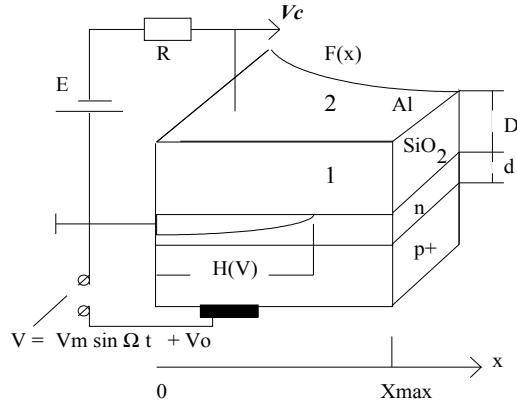 Vc
R
F(x)
E
2
Al
D
SiO2
d
1
n
p+
H(V)
V = Vm sin Ω t + Vo
x
0
Xmax